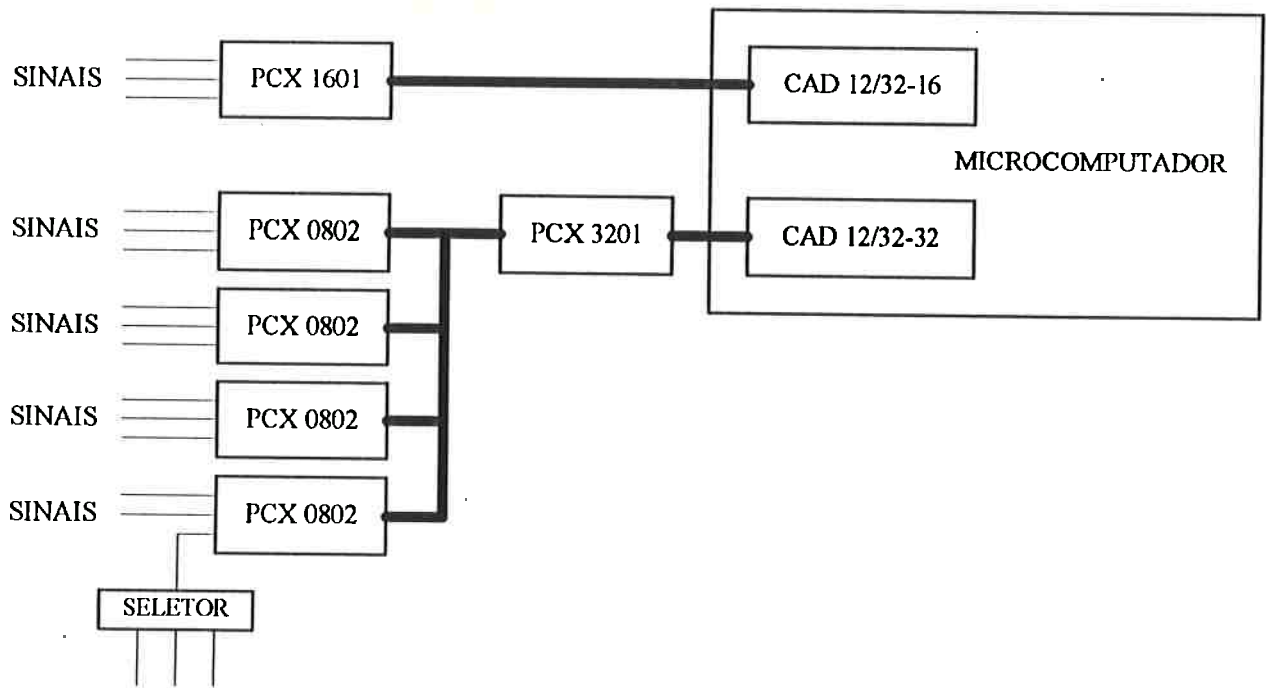 SINAIS
PCX 1601
CAD 12/32-16
MICROCOMPUTADOR
SINAIS
PCX 0802
PCX 3201
CAD 12/32-32
SINAIS
PCX 0802
SINAIS
PCX 0802
SINAIS
PCX 0802
SELETOR